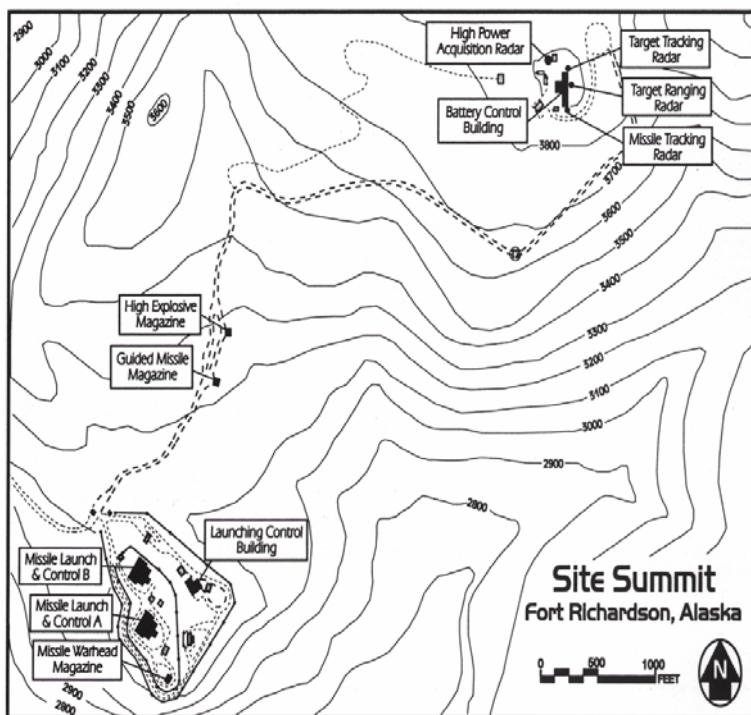 2900
3000
3100
3200
3300
3400
3500
3600
High Power
Acquisition Radar
Battery Control
Building
Target Tracking
Radar
Target Ranging
Radar
Missile Tracking
Radar
3800
3700
3600
3500
3400
3300
3200
3100
3000
2900
2800
High Explosive
Magazine
Guided Missile
Magazine
Launching Control
Building
Missile Launch
& Control B
Missile Launch
& Control A
Missile Warhead
Magazine
2900
2800
Site Summit
Fort Richardson, Alaska
0 500 1000
FEET
N